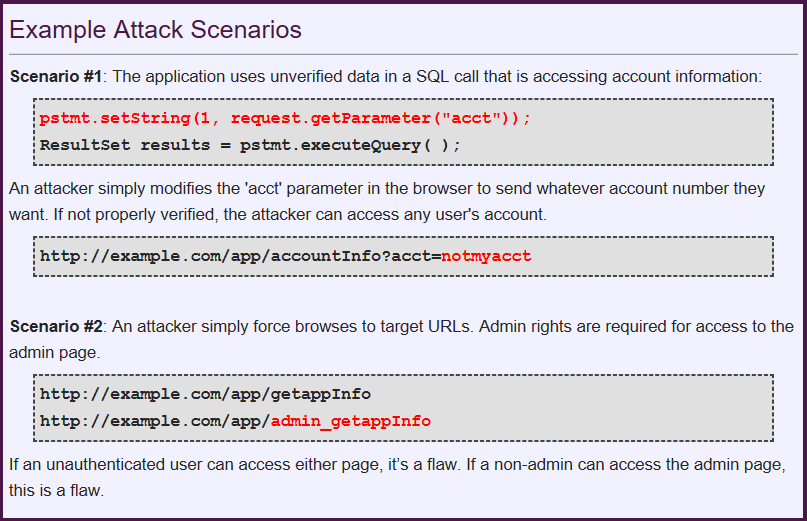 Example Attack Scenarios
Scenario #1: The application uses unverified data in a SQL call that is accessing account information:
pstmt.setString(1, request.getParameter("acct"));
ResultSet results = pstmt.executeQuery( );
An attacker simply modifies the 'acct' parameter in the browser to send whatever account number they
want. If not properly verified, the attacker can access any user's account.
http://example.com/app/accountInfo?acct=notmyacct
Scenario #2: An attacker simply force browses to target URLs. Admin rights are required for access to the
admin page.
http://example.com/app/getappInfo
http://example.com/app/admin_getappInfo
If an unauthenticated user can access either page, it’s a flaw. If a non-admin can access the admin page,
this is a flaw.